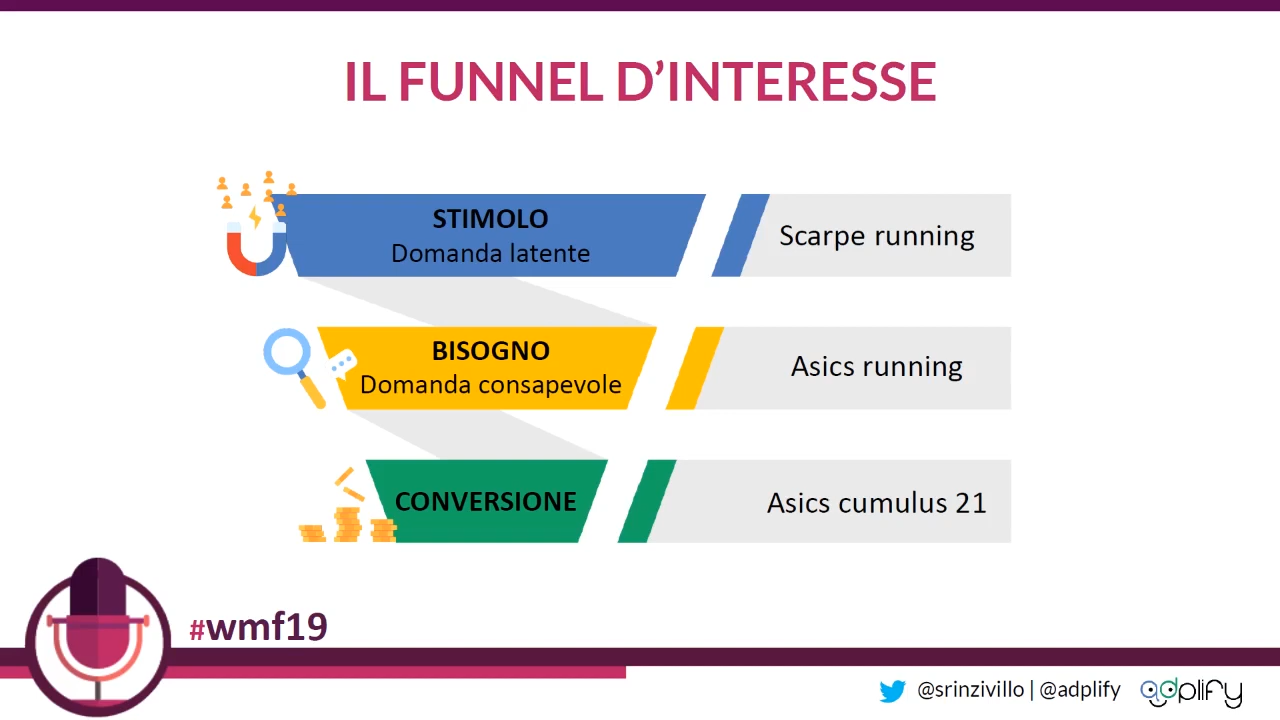 IL FUNNEL D’INTERESSE
STIMOLO
Domanda latente
Scarpe running
BISOGNO
Domanda consapevole
Asics running
CONVERSIONE
Asics cumulus 21
#wmf19
@srinzivillo | @adplify
adplify